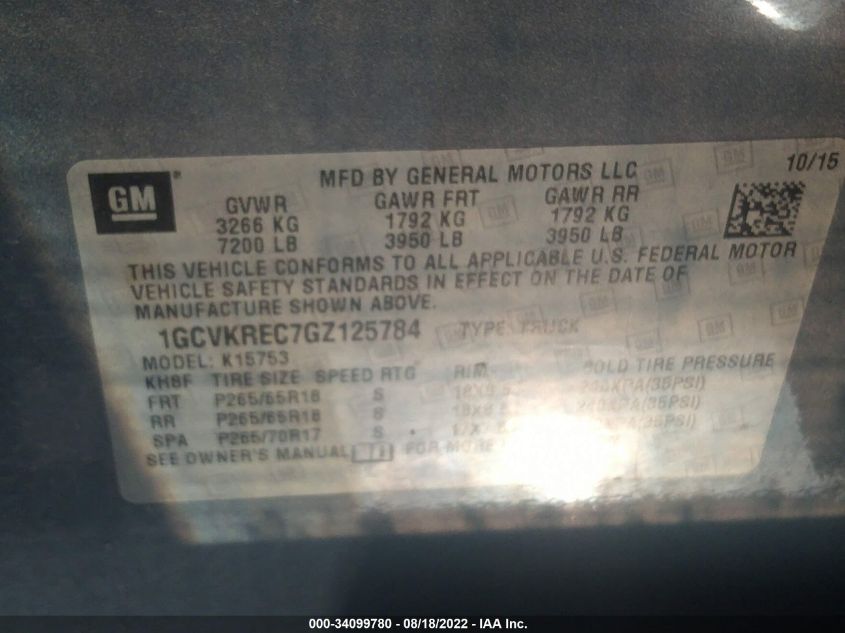 GM
MFD BY GENERAL MOTORS LLC
10/15
GVWR GAWR FRT GAWR RR
3266 KG 1792 KG 1792 KG
7200 LB 3950 LB 3950 LB
THIS VEHICLE CONFORMS TO ALL APPLICABLE U.S. FEDERAL MOTOR
VEHICLE SAFETY STANDARDS IN EFFECT ON THE DATE OF
MANUFACTURE SHOWN ABOVE.
1GCVKREC7GZ125784 TYPE: TRUCK
MODEL: K15753
KH8F TIRE SIZE SPEED RTG RIM COLD TIRE PRESSURE
FRT P265/65R18 S (35PSI)
RR P265/65R18 S (35PSI)
SPA P265/70R17 S (35PSI)
SEE OWNER'S MANUAL FOR MORE
000-34099780 - 08/18/2022 - IAA Inc.